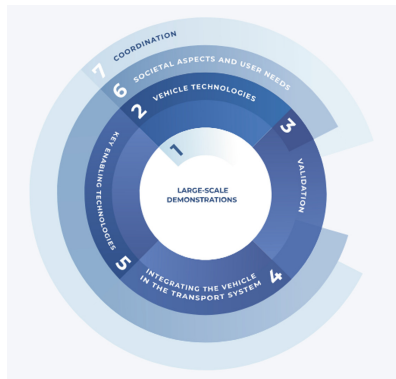 7 COORDINATION
6 SOCIETAL ASPECTS AND USER NEEDS
2 VEHICLE TECHNOLOGIES
1
LARGE-SCALE
DEMONSTRATIONS
3 VALIDATION
4 INTEGRATING THE VEHICLE
IN THE TRANSPORT SYSTEM
5 KEY ENABLING TECHNOLOGIES